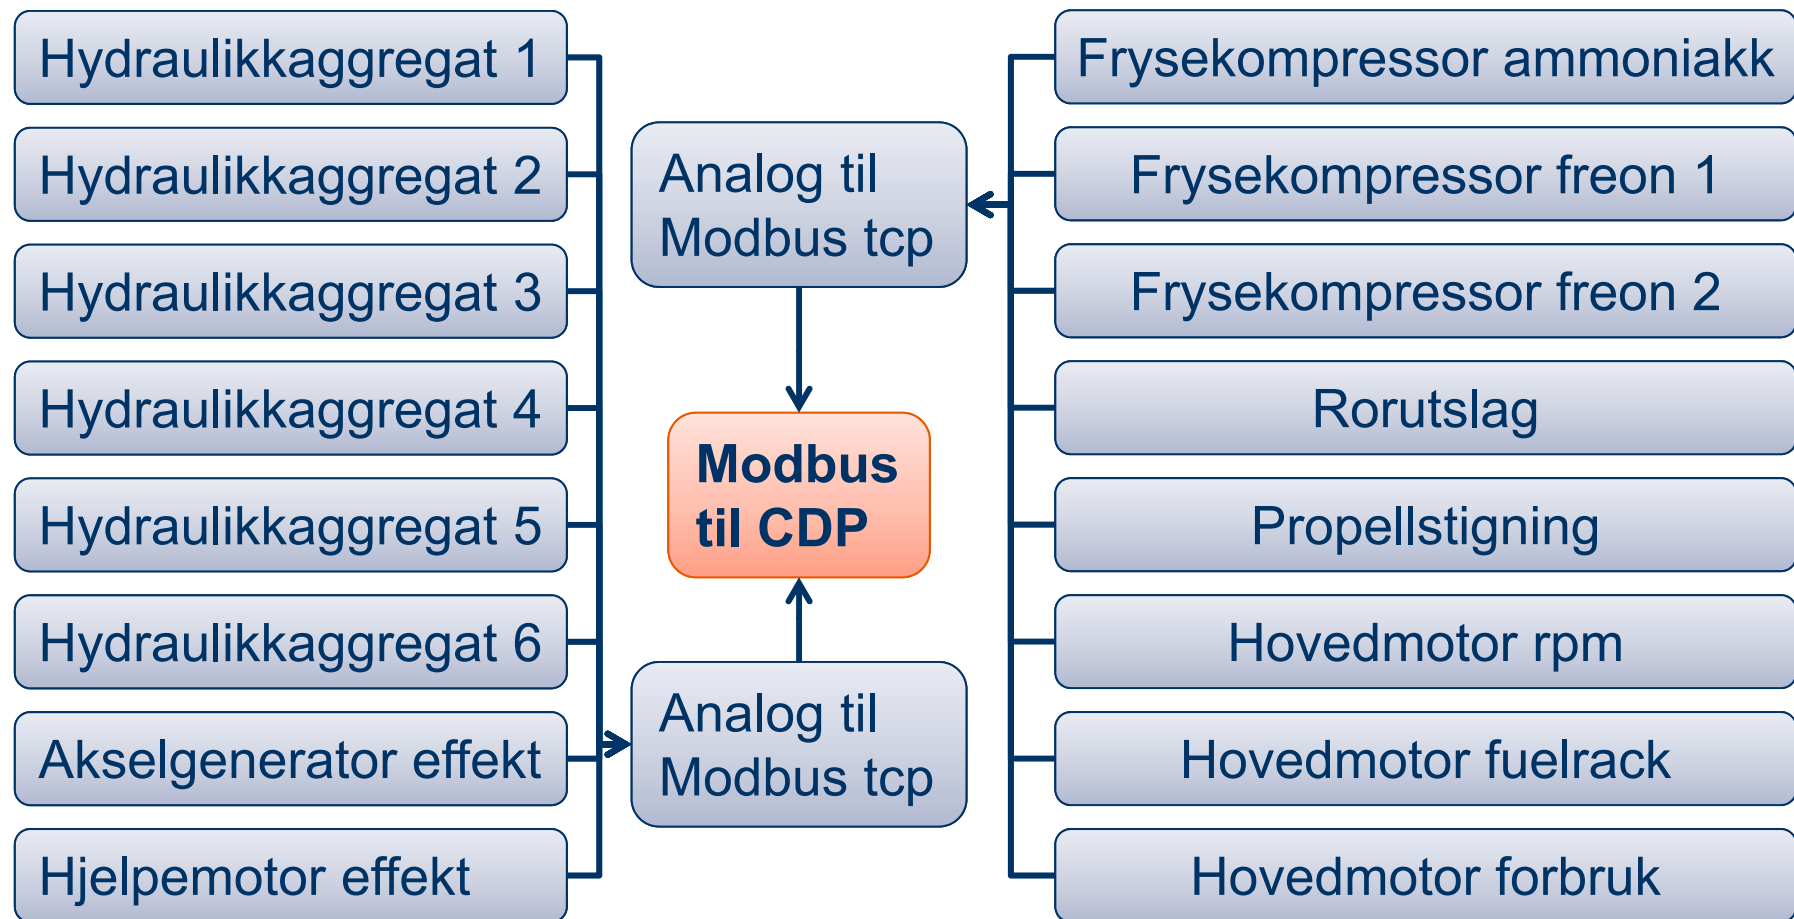 Hydraulikkaggregat 1
Hydraulikkaggregat 2
Hydraulikkaggregat 3
Hydraulikkaggregat 4
Hydraulikkaggregat 5
Hydraulikkaggregat 6
Akselgenerator effekt
Hjelpemotor effekt
Analog til
Modbus tcp
Modbus
til CDP
Analog til
Modbus tcp
Frysekompressor ammoniakk
Frysekompressor freon 1
Frysekompressor freon 2
Rorutslag
Propellstigning
Hovedmotor rpm
Hovedmotor fuelrack
Hovedmotor forbruk